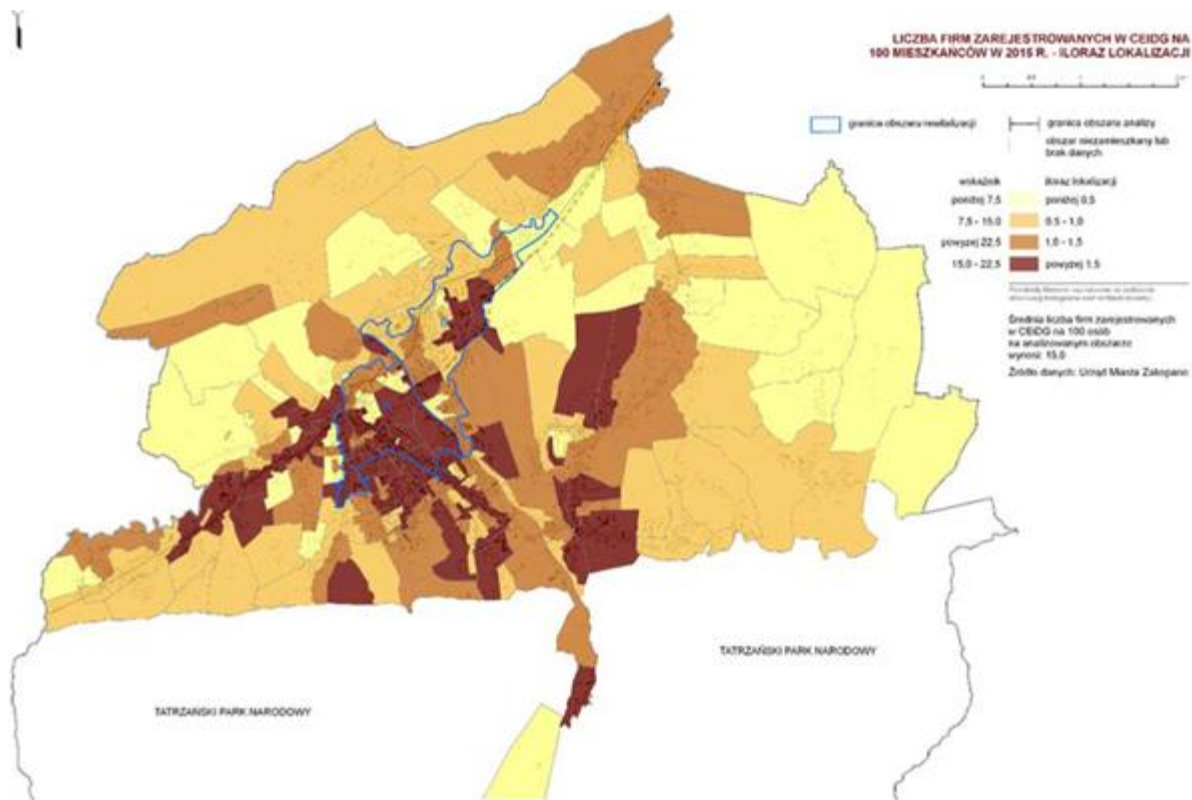 LICZBA FIRM ZAREJESTROWANYCH W CEIDG NA
100 MIESZKAŃCÓW W 2015 R. - ILORAZ LOKALIZACJI
granica obszaru rewitalizacji
granica obszaru analizy
obszar niezamieszkany lub
brak danych
wskaźnik iloraz lokalizacji
poniżej 7,5 poniżej 0,5
7,5 - 15,0 0,5 - 1,0
powyżej 22,5 1,0 - 1,5
15,0 - 22,5 powyżej 1,5
Średnia liczba firm zarejestrowanych
w CEIDG na 100 osób
na analizowanym obszarze
wynosi: 15,0
Źródło danych: Urząd Miasta Zakopane
TATRZAŃSKI PARK NARODOWY
TATRZAŃSKI PARK NARODOWY